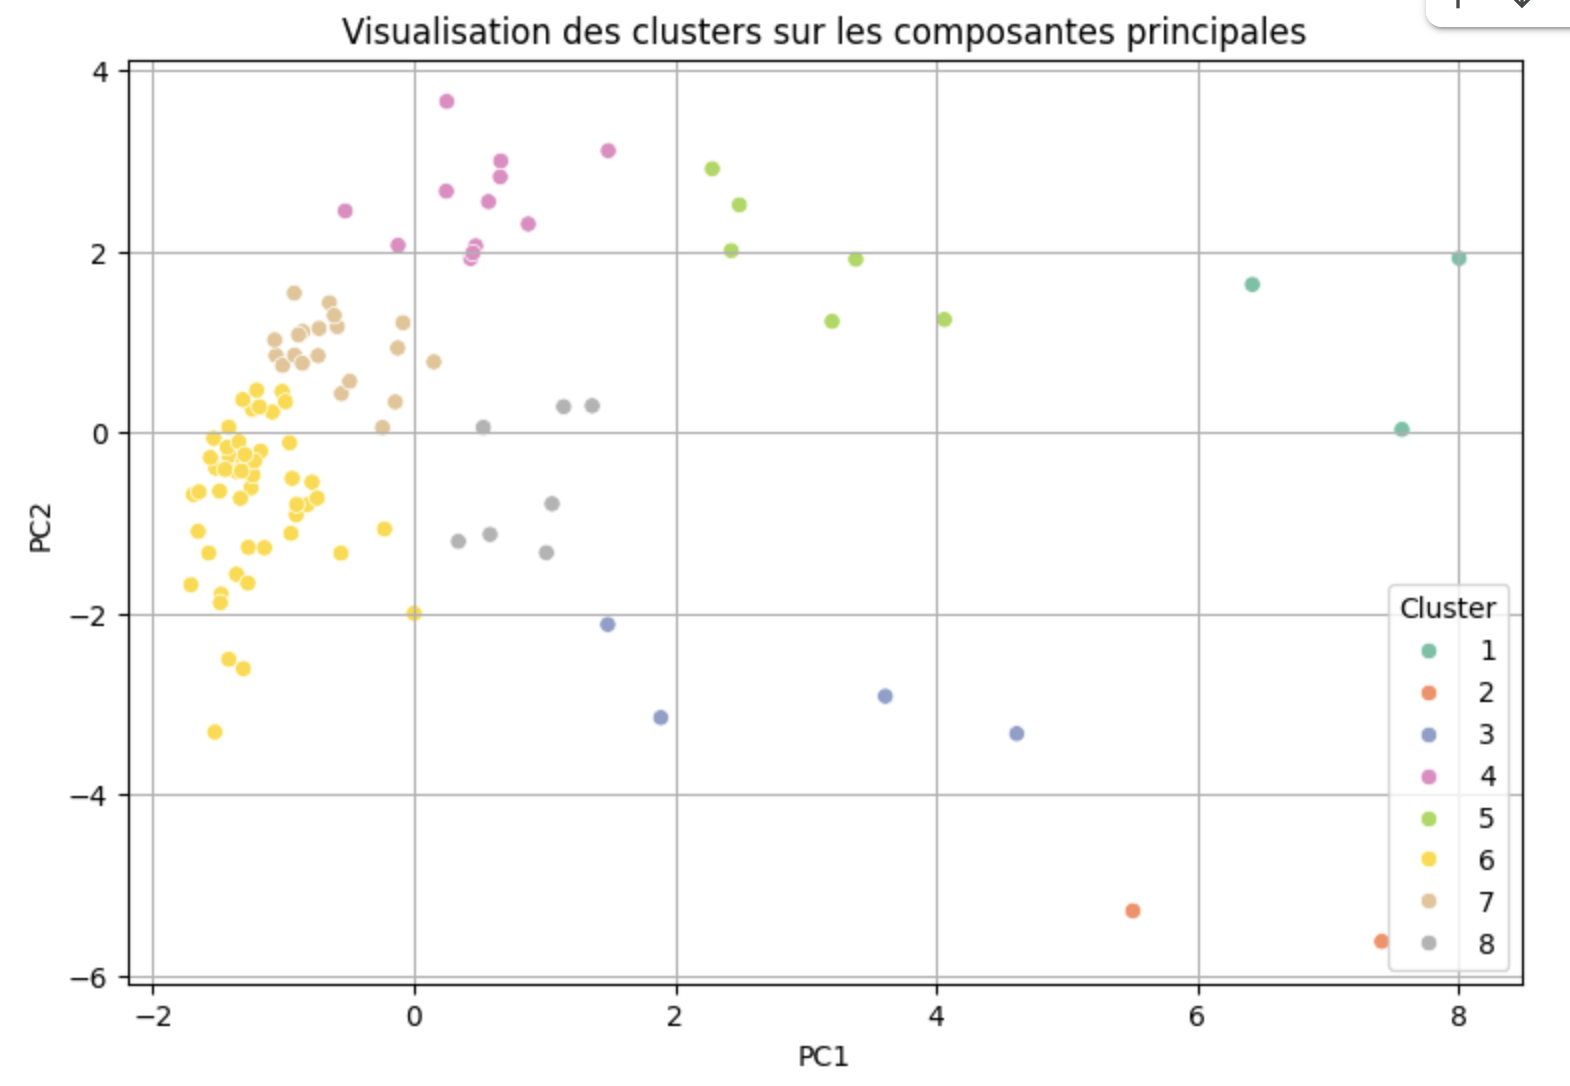 Visualisation des clusters sur les composantes principales
4
2
0
−2
−4
−6
PC2
−2 0 2 4 6 8
PC1
Cluster
1
2
3
4
5
6
7
8